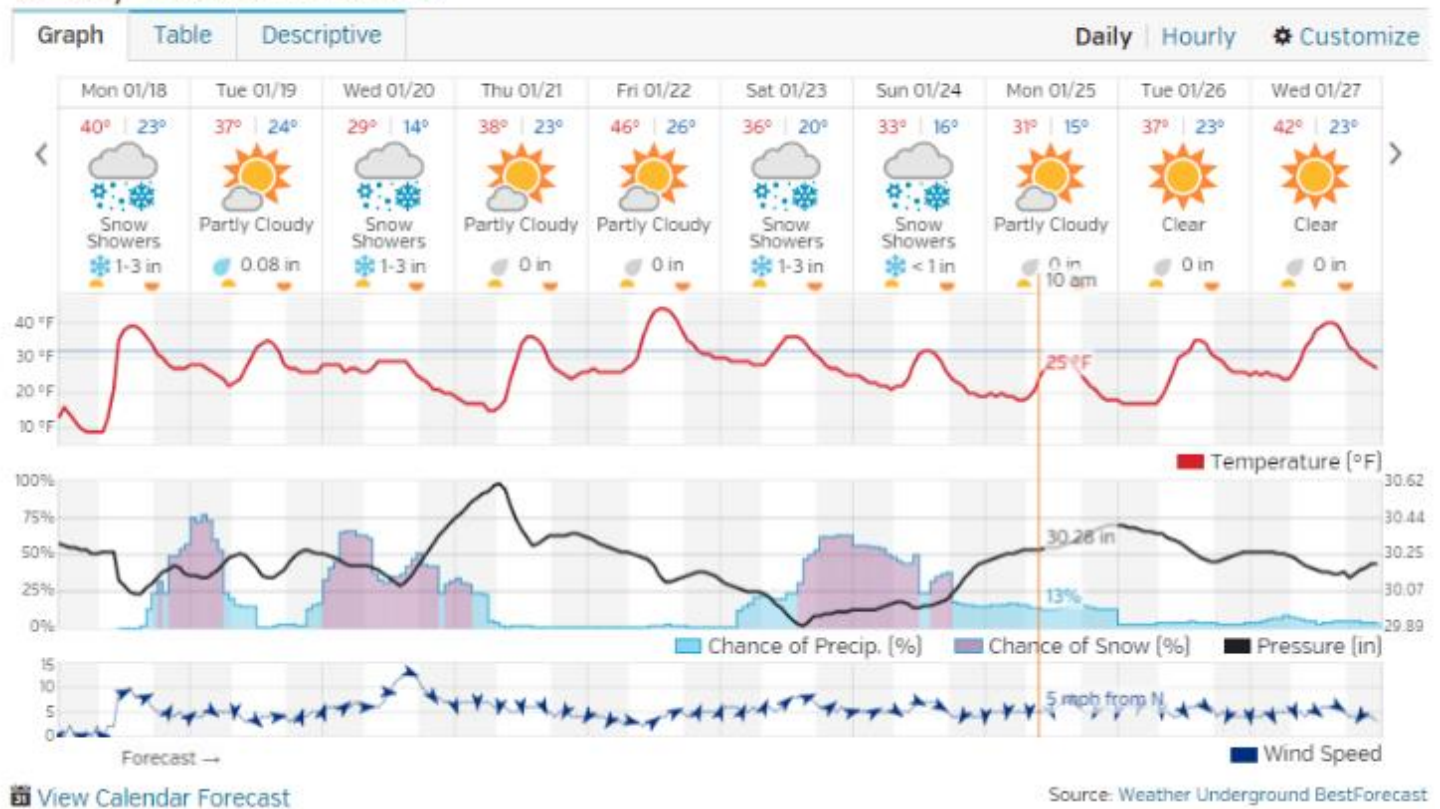 Graph Table Descriptive Daily Hourly Customize
Mon 01/18 Tue 01/19 Wed 01/20 Thu 01/21 Fri 01/22 Sat 01/23 Sun 01/24 Mon 01/25 Tue 01/26 Wed 01/27
40° | 23° 37° | 24° 29° | 14° 38° | 23° 46° | 26° 36° | 20° 33° | 16° 31° | 15° 37° | 23° 42° | 23°
Snow Partly Cloudy Snow Partly Cloudy Partly Cloudy Snow Snow Partly Cloudy Clear Clear
Showers Showers Showers Showers
1-3 in 0.08 in 1-3 in 0 in 0 in 1-3 in < 1 in 0 in 0 in 0 in
10 am
40 °F
30 °F
25 °F
20 °F
10 °F
Temperature (°F)
100% 30.62
75% 30.44
30.28 in
50% 30.25
25% 30.07
13%
0% 29.89
Chance of Precip. (%) Chance of Snow (%) Pressure (in)
15
10
5 mph from N
5
0
Forecast → Wind Speed
31 View Calendar Forecast Source: Weather Underground BestForecast